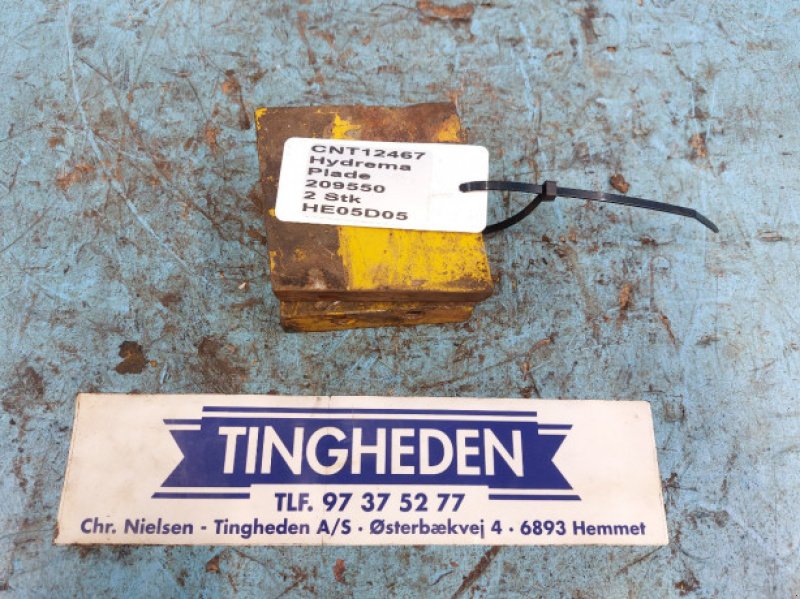 CNT12467
Hydrema
Plade
209550
2 Stk
HE05D05
TINGHEDEN
TLF. 97 37 52 77
Chr. Nielsen - Tingheden A/S · Østerbækvej 4 · 6893 Hemmet